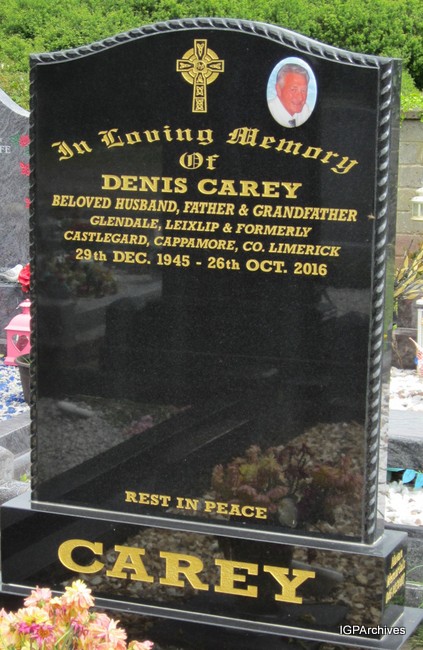 In Loving Memory
Of
DENIS CAREY
BELOVED HUSBAND, FATHER & GRANDFATHER
GLENDALE, LEIXLIP & FORMERLY
CASTLEGARD, CAPPAMORE, CO. LIMERICK
29th DEC. 1945 - 26th OCT. 2016
REST IN PEACE
CAREY
IGPArchives